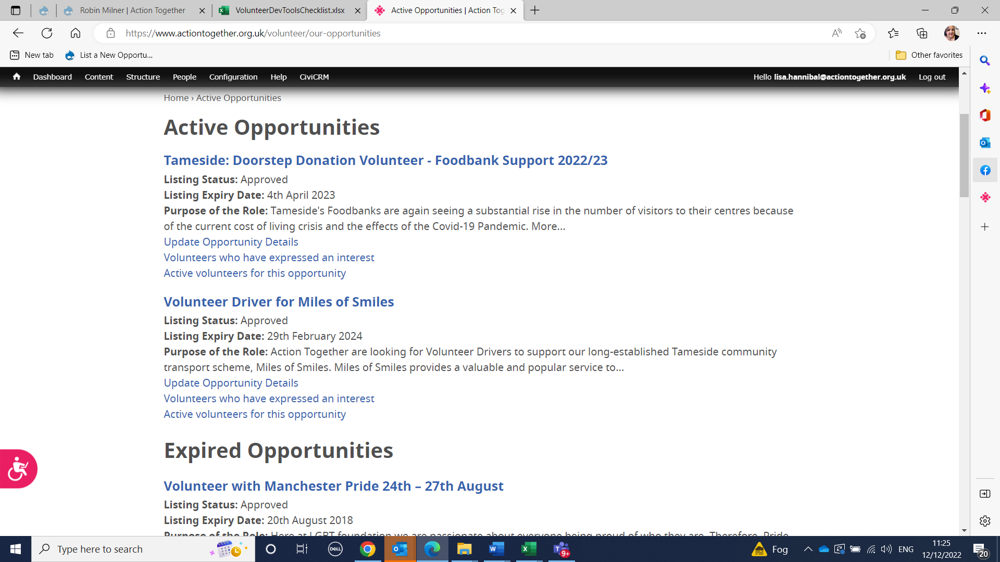 Robin Milner | Action Together
VolunteerDevToolsChecklist.xlsx
Active Opportunities | Action Tog
https://www.actiontogether.org.uk/volunteer/our-opportunities
New tab
List a New Opportu...
Other favorites
Dashboard Content Structure People Configuration Help CiviCRM
Hello lisa.hannibal@actiontogether.org.uk Log out
Home › Active Opportunities
Active Opportunities
Tameside: Doorstep Donation Volunteer - Foodbank Support 2022/23
Listing Status: Approved
Listing Expiry Date: 4th April 2023
Purpose of the Role: Tameside's Foodbanks are again seeing a substantial rise in the number of visitors to their centres because
of the current cost of living crisis and the effects of the Covid-19 Pandemic. More...
Update Opportunity Details
Volunteers who have expressed an interest
Active volunteers for this opportunity
Volunteer Driver for Miles of Smiles
Listing Status: Approved
Listing Expiry Date: 29th February 2024
Purpose of the Role: Action Together are looking for Volunteer Drivers to support our long-established Tameside community
transport scheme, Miles of Smiles. Miles of Smiles provides a valuable and popular service to...
Update Opportunity Details
Volunteers who have expressed an interest
Active volunteers for this opportunity
Expired Opportunities
Volunteer with Manchester Pride 24th – 27th August
Listing Status: Approved
Listing Expiry Date: 20th August 2018
Purpose of the Role: Here at LGBT foundation we are passionate about everyone being proud of who they are. Therefore, Pride
Type here to search
DELL
9+
Fog
ENG
11:25
12/12/2022
20